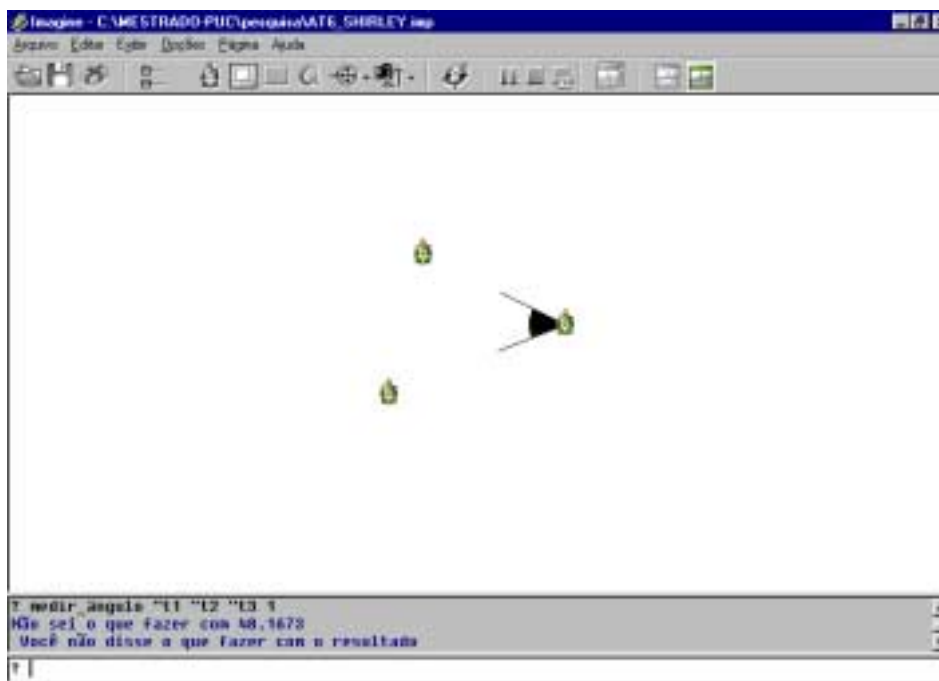 Imagine - C:\MESTRADO-PUC\pesquisa\AT6_SHIRLEY.imp
Arquivo Editar Exibir Opções Página Ajuda
? medir_angulo "t1 "t2 "t3 1
Não sei o que fazer com 48.1673
Você não disse o que fazer com o resultado
?